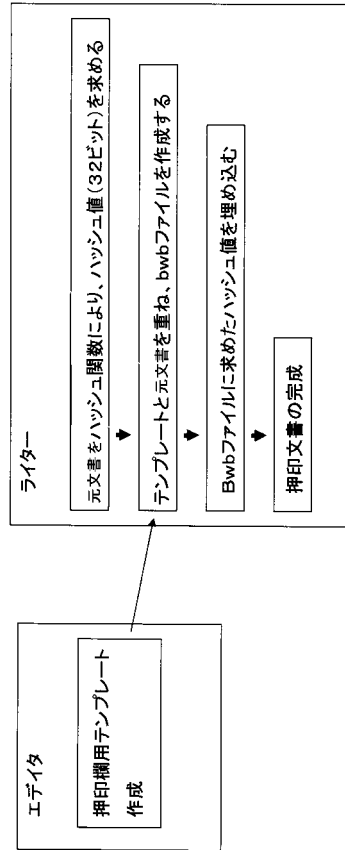 エディタ
押印欄用テンプレート
作成
ライター
元文書をハッシュ関数により、ハッシュ値(32ビット)を求める
テンプレートと元文書を重ね、bwbファイルを作成する
Bwbファイルに求めたハッシュ値を埋め込む
押印文書の完成